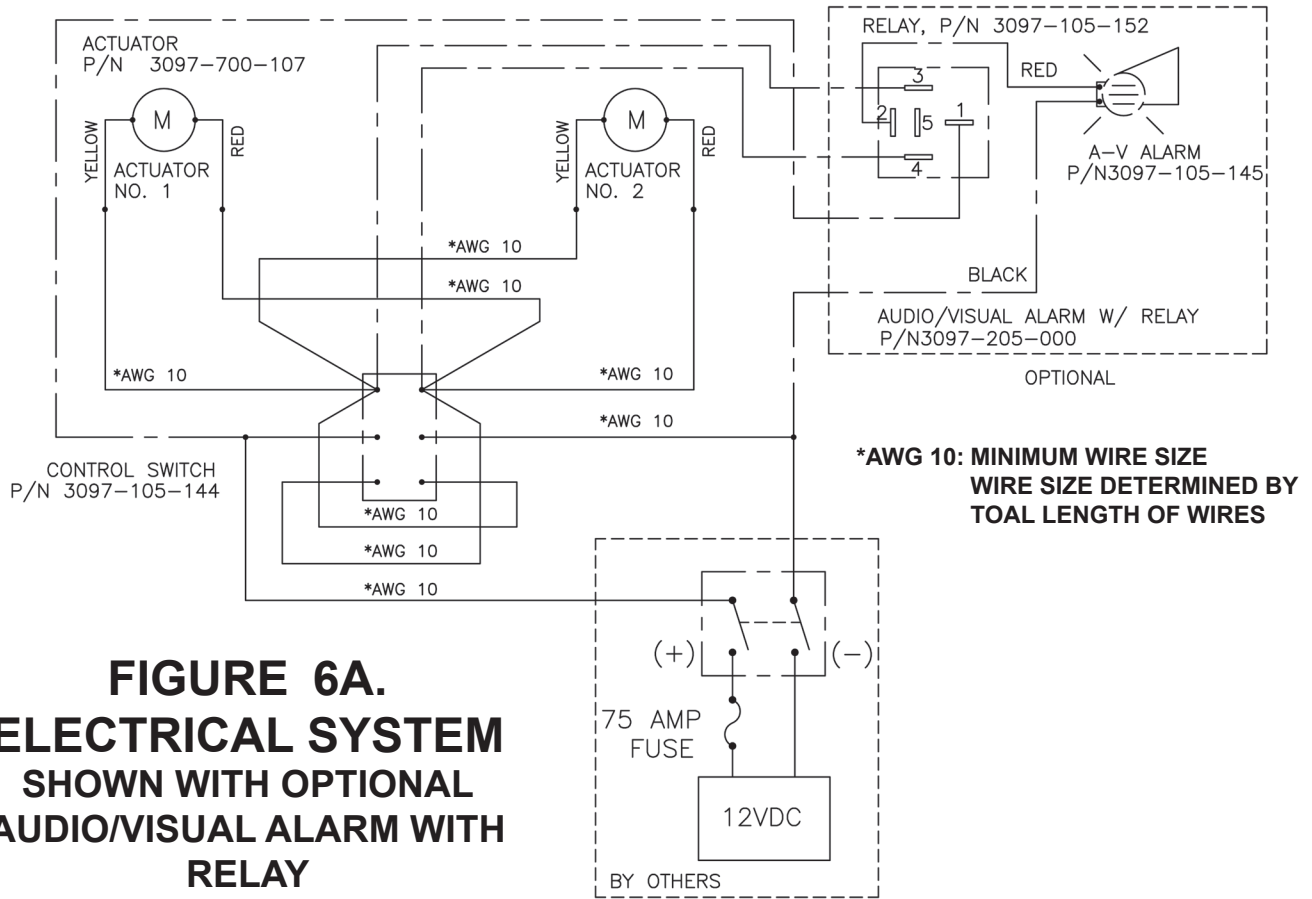 ACTUATOR
P/N 3097-700-107
M
YELLOW
RED
ACTUATOR
NO. 1
M
YELLOW
RED
ACTUATOR
NO. 2
RELAY, P/N 3097-105-152
3
2
5
1
4
RED
A-V ALARM
P/N3097-105-145
BLACK
AUDIO/VISUAL ALARM W/ RELAY
P/N3097-205-000
OPTIONAL
*AWG 10
*AWG 10
*AWG 10
*AWG 10
*AWG 10
CONTROL SWITCH
P/N 3097-105-144
*AWG 10
*AWG 10
*AWG 10
*AWG 10: MINIMUM WIRE SIZE
WIRE SIZE DETERMINED BY
TOAL LENGTH OF WIRES
(+)
(-)
75 AMP
FUSE
12VDC
BY OTHERS
FIGURE 6A.
ELECTRICAL SYSTEM
SHOWN WITH OPTIONAL
AUDIO/VISUAL ALARM WITH
RELAY